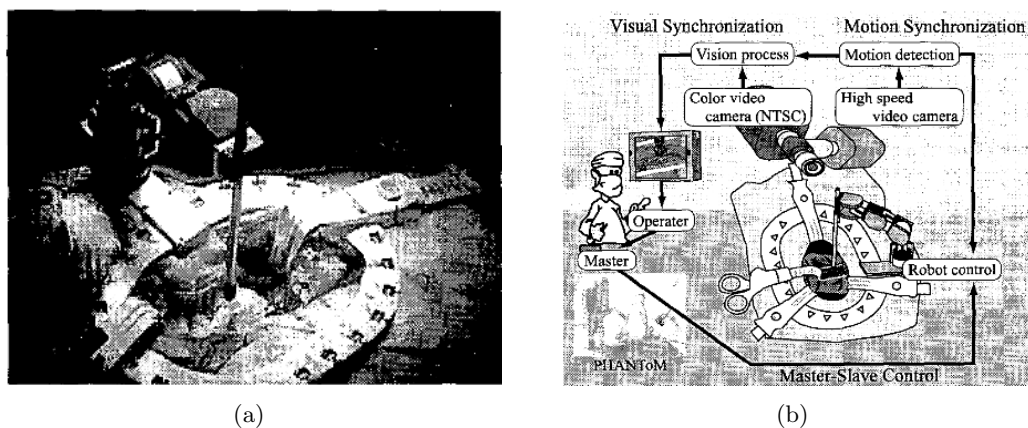 Visual Synchronization
Motion Synchronization
Vision process
Motion detection
Color video
camera (NTSC)
High speed
video camera
Operater
Master
Robot control
PHANToM
Master-Slave Control
(a)
(b)